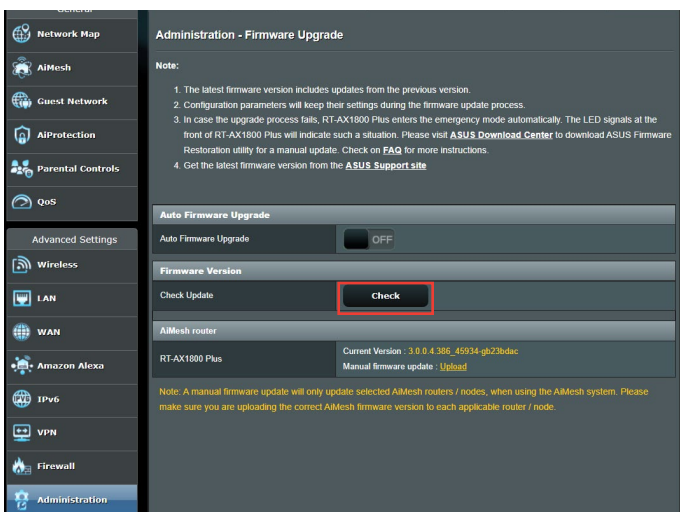 General
Network Map
AiMesh
Guest Network
AiProtection
Parental Controls
QoS
Advanced Settings
Wireless
LAN
WAN
Amazon Alexa
IPv6
VPN
Firewall
Administration
Administration - Firmware Upgrade
Note:
1. The latest firmware version includes updates from the previous version.
2. Configuration parameters will keep their settings during the firmware update process.
3. In case the upgrade process fails, RT-AX1800 Plus enters the emergency mode automatically. The LED signals at the
front of RT-AX1800 Plus will indicate such a situation. Please visit ASUS Download Center to download ASUS Firmware
Restoration utility for a manual update. Check on FAQ for more instructions.
4. Get the latest firmware version from the ASUS Support site
Auto Firmware Upgrade
Auto Firmware Upgrade OFF
Firmware Version
Check Update Check
AiMesh router
RT-AX1800 Plus
Current Version : 3.0.0.4.386_45934-gb23bdac
Manual firmware update : Upload
Note: A manual firmware update will only update selected AiMesh routers / nodes, when using the AiMesh system. Please
make sure you are uploading the correct AiMesh firmware version to each applicable router / node.